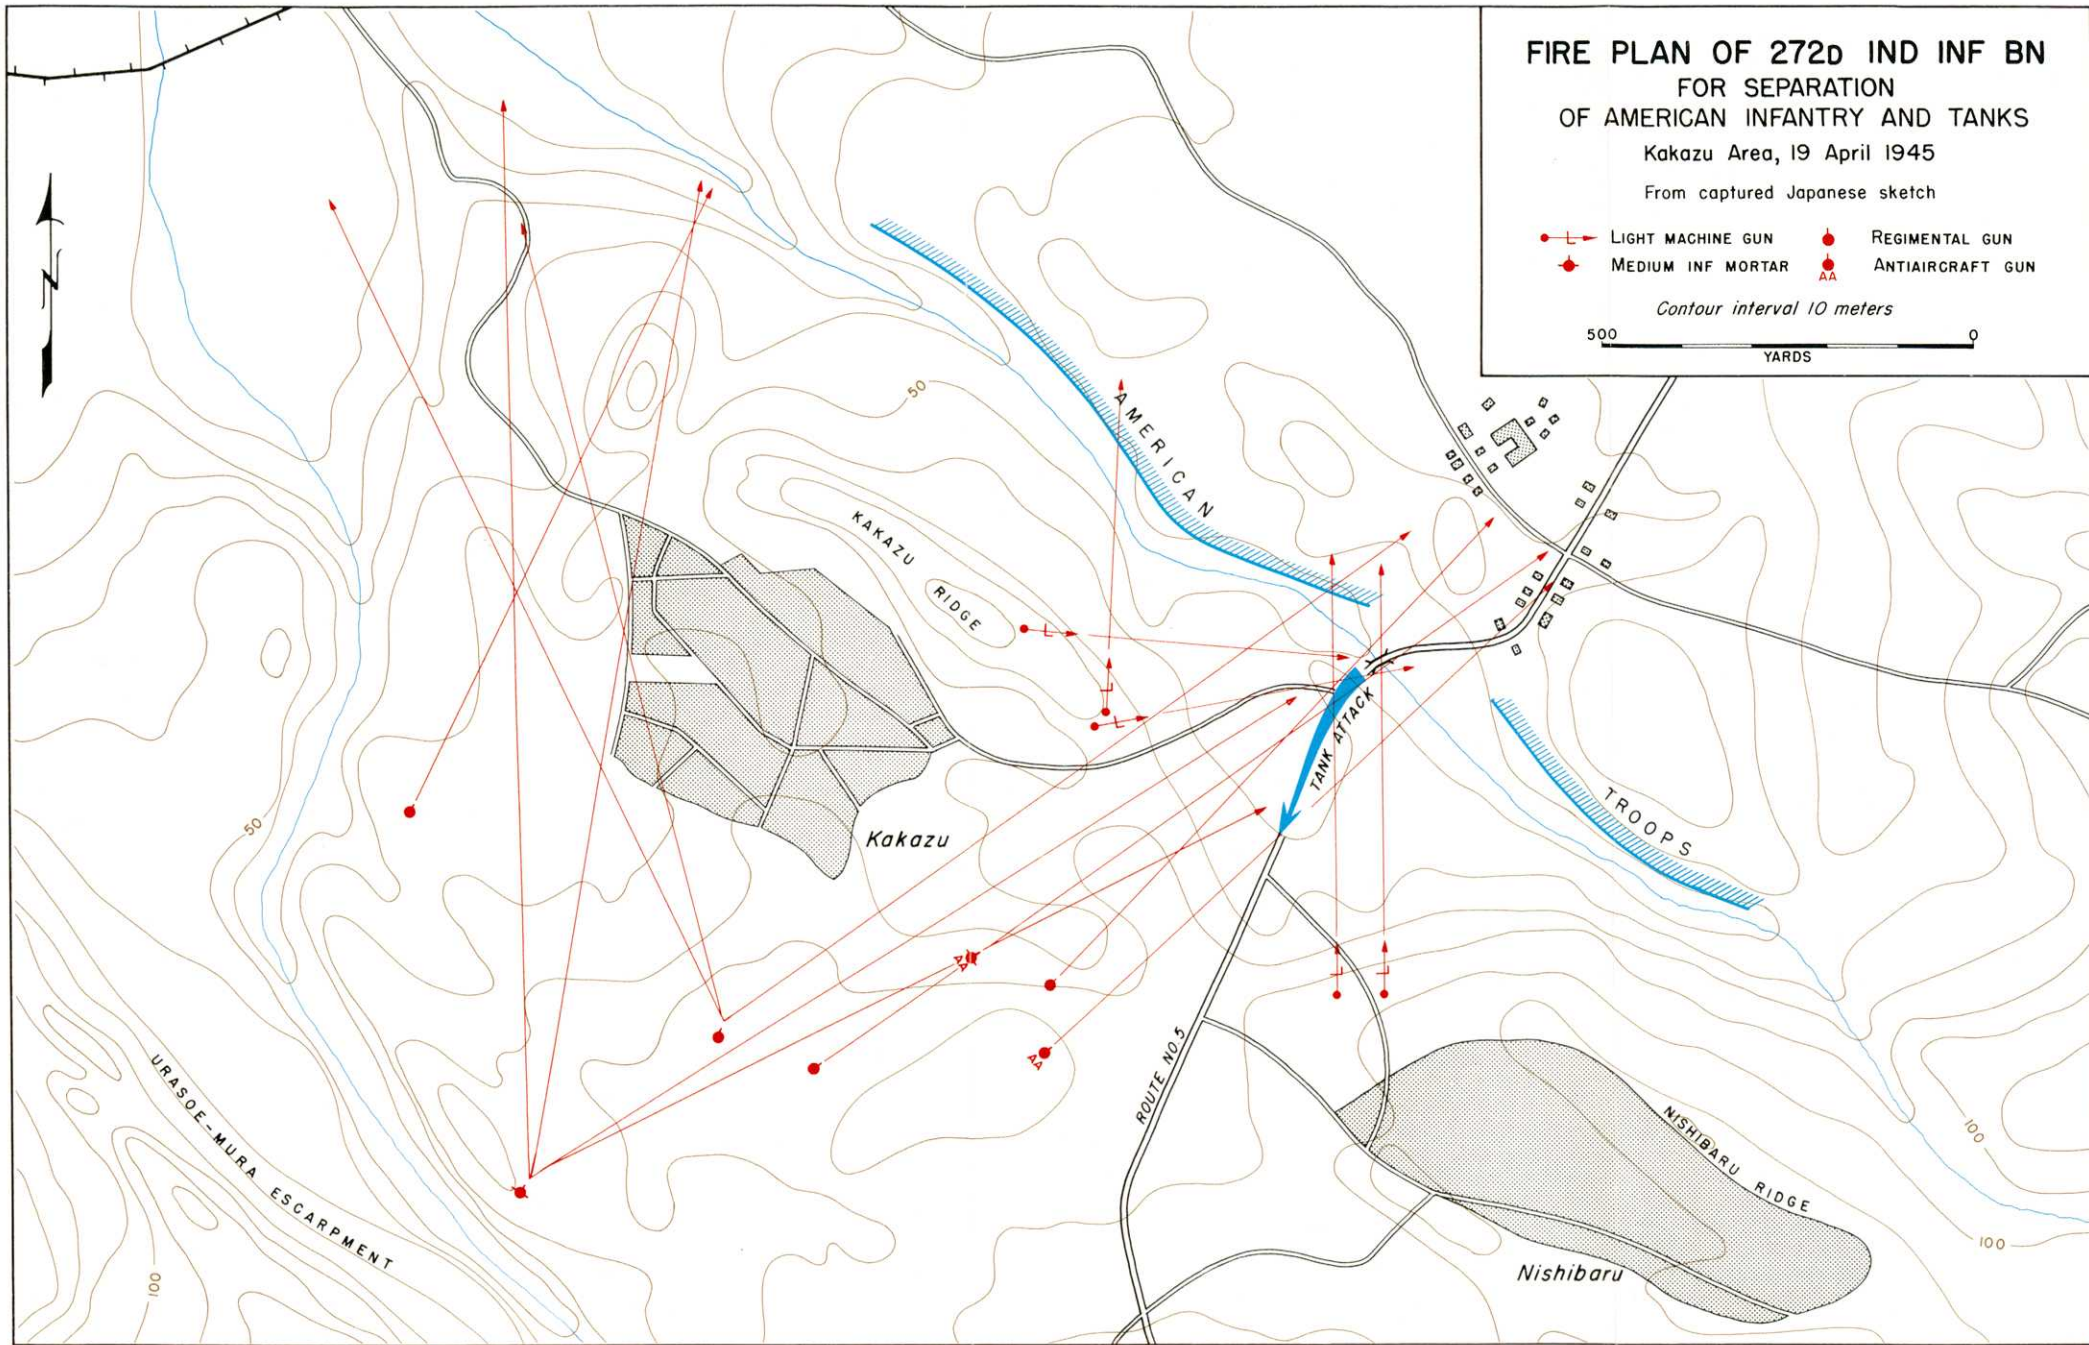 FIRE PLAN OF 272D IND INF BN
FOR SEPARATION
OF AMERICAN INFANTRY AND TANKS
Kakazu Area, 19 April 1945
From captured Japanese sketch
L LIGHT MACHINE GUN
REGIMENTAL GUN
MEDIUM INF MORTAR
AA ANTIAIRCRAFT GUN
Contour interval 10 meters
500 0
YARDS
N
50
AMERICAN
KAKAZU
RIDGE
L
L
L
TANK ATTACK
TROOPS
50
Kakazu
AA
L
L
AA
ROUTE NO. 5
URASOE-MURA ESCARPMENT
NISHIBARU RIDGE
100
100
100
Nishibaru